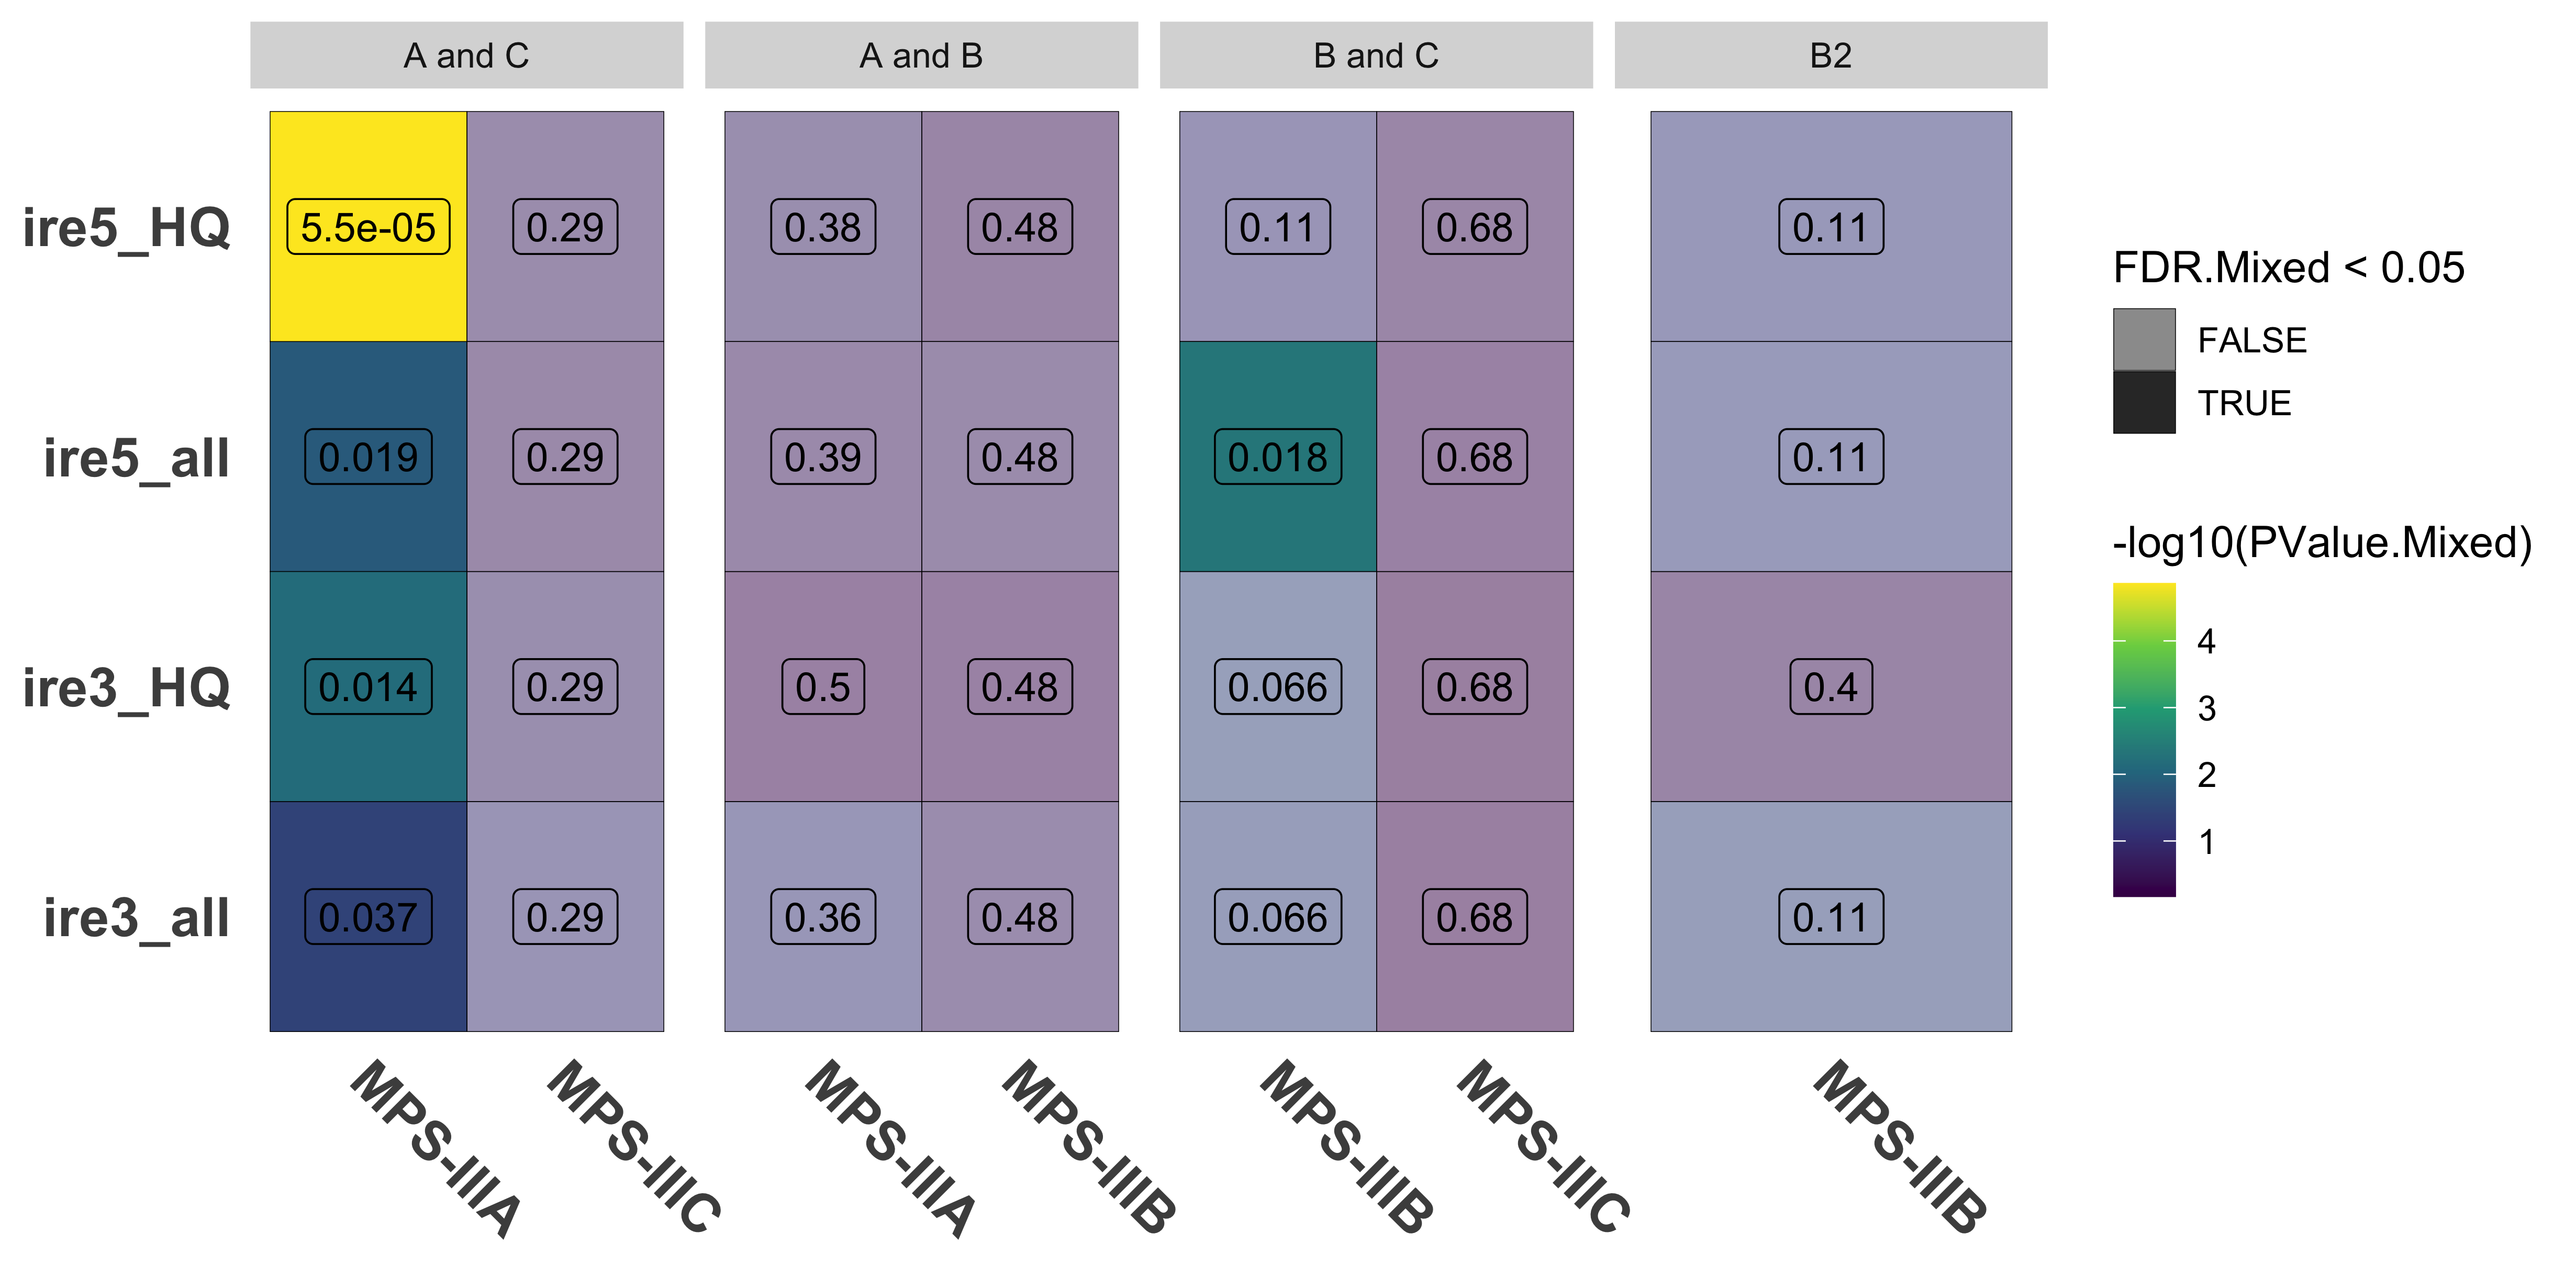 A and C
A and B
B and C
B2
ire5_HQ
5.5e-05 0.29 0.38 0.48 0.11 0.68 0.11
ire5_all
0.019 0.29 0.39 0.48 0.018 0.68 0.11
ire3_HQ
0.014 0.29 0.5 0.48 0.066 0.68 0.4
ire3_all
0.037 0.29 0.36 0.48 0.066 0.68 0.11
MPS-IIIA
MPS-IIIC
MPS-IIIA
MPS-IIIB
MPS-IIIB
MPS-IIIC
MPS-IIIB
FDR.Mixed < 0.05
FALSE
TRUE
-log10(PValue.Mixed)
4
3
2
1